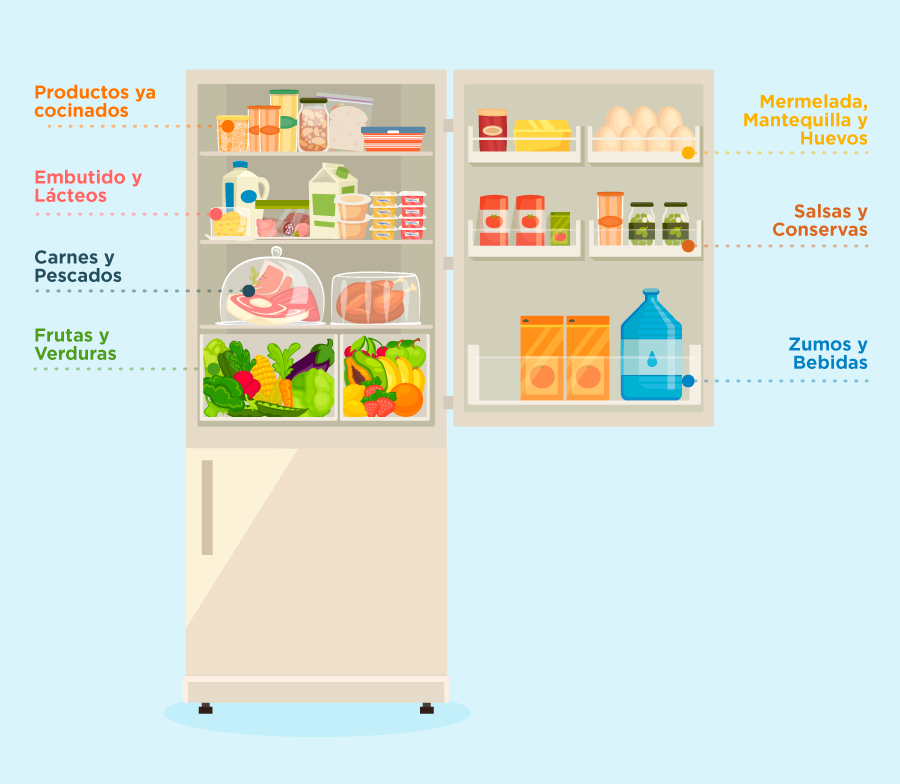 Productos ya
cocinados
Embutido y
Lácteos
Carnes y
Pescados
Frutas y
Verduras
Mermelada,
Mantequilla y
Huevos
Salsas y
Conservas
Zumos y
Bebidas